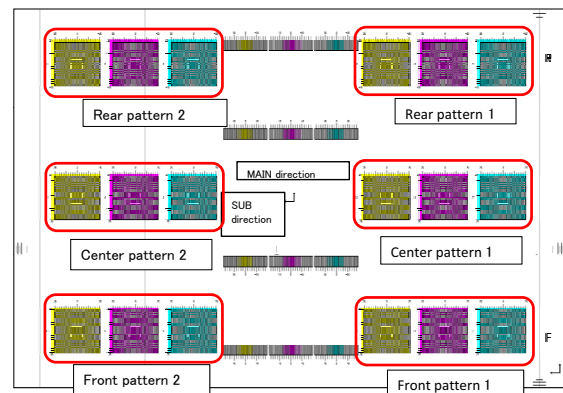 R
Rear pattern 2
Rear pattern 1
MAIN direction
SUB
direction
Center pattern 2
Center pattern 1
F
Front pattern 2
Front pattern 1